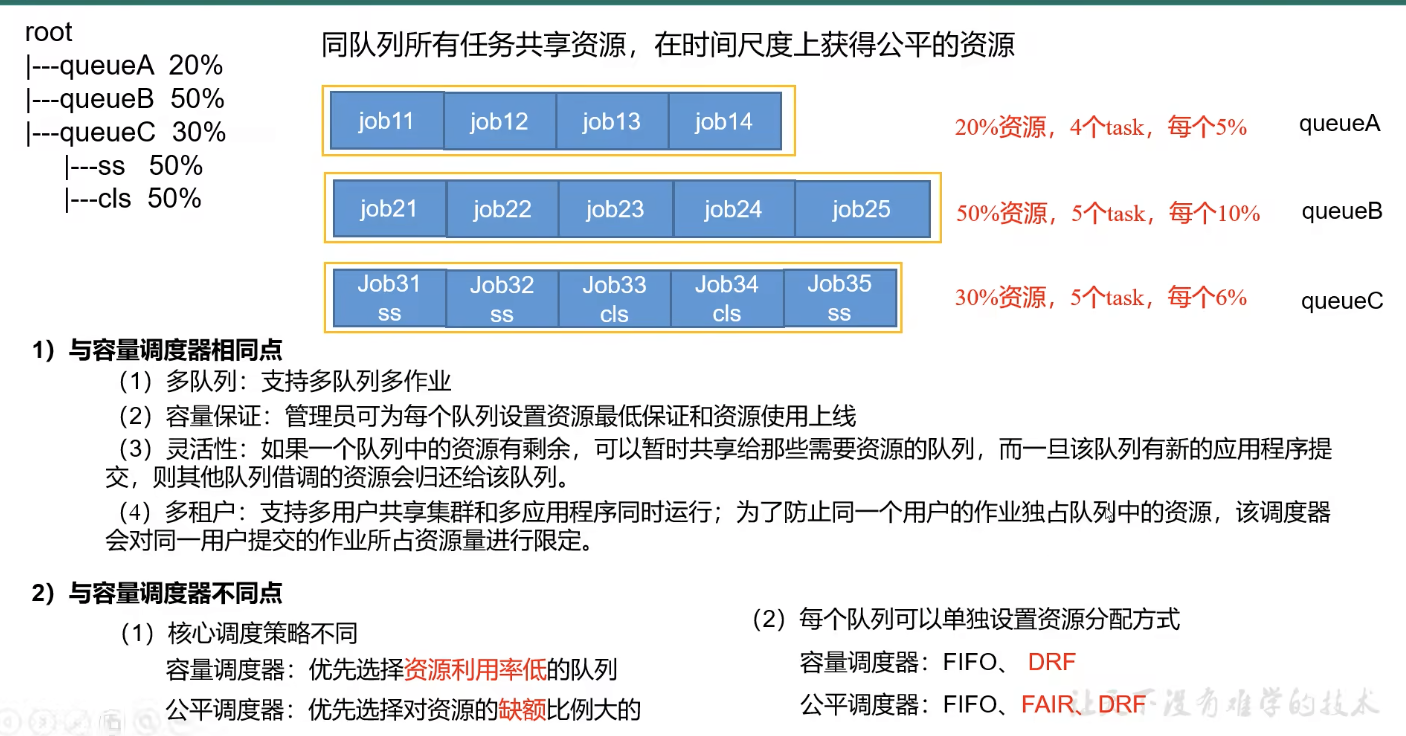 root
|---queueA 20%
|---queueB 50%
|---queueC 30%
|---ss 50%
|---cls 50%
同队列所有任务共享资源，在时间尺度上获得公平的资源
job11 job12 job13 job14
20%资源，4个task，每个5% queueA
job21 job22 job23 job24 job25
50%资源，5个task，每个10% queueB
Job31 Job32 Job33 Job34 Job35
ss ss cls cls ss
30%资源，5个task，每个6% queueC
1）与容量调度器相同点
（1）多队列：支持多队列多作业
（2）容量保证：管理员可为每个队列设置资源最低保证和资源使用上线
（3）灵活性：如果一个队列中的资源有剩余，可以暂时共享给那些需要资源的队列，而一旦该队列有新的应用程序提
交，则其他队列借调的资源会归还给该队列。
（4）多租户：支持多用户共享集群和多应用程序同时运行；为了防止同一个用户的作业独占队列中的资源，该调度器
会对同一用户提交的作业所占资源量进行限定。
2）与容量调度器不同点
（1）核心调度策略不同
容量调度器：优先选择资源利用率低的队列
公平调度器：优先选择对资源的缺额比例大的
（2）每个队列可以单独设置资源分配方式
容量调度器：FIFO、 DRF
公平调度器：FIFO、FAIR、DRF
让天下没有难学的技术